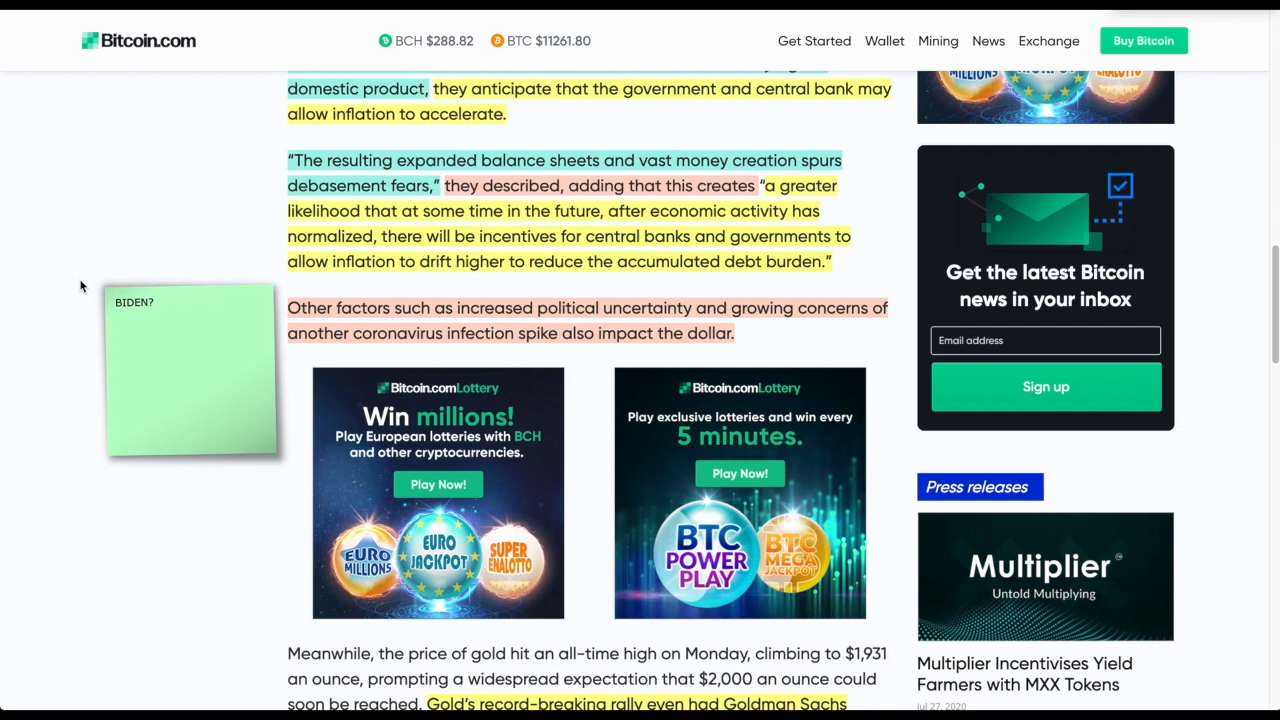 Bitcoin.com
BCH $288.82
BTC $11261.80
Get Started
Wallet
Mining
News
Exchange
Buy Bitcoin
domestic product, they anticipate that the government and central bank may
allow inflation to accelerate.
“The resulting expanded balance sheets and vast money creation spurs
debasement fears,” they described, adding that this creates “a greater
likelihood that at some time in the future, after economic activity has
normalized, there will be incentives for central banks and governments to
allow inflation to drift higher to reduce the accumulated debt burden.”
BIDEN?
Other factors such as increased political uncertainty and growing concerns of
another coronavirus infection spike also impact the dollar.
Bitcoin.comLottery
Win millions!
Play European lotteries with BCH
and other cryptocurrencies.
Play Now!
EURO
MILLIONS
EURO
JACKPOT
SUPER
ENALOTTO
Bitcoin.comLottery
Play exclusive lotteries and win every
5 minutes.
Play Now!
BTC
POWER
PLAY
BTC
MEGA
JACKPOT
Meanwhile, the price of gold hit an all-time high on Monday, climbing to $1,931
an ounce, prompting a widespread expectation that $2,000 an ounce could
soon be reached. Gold’s record-breaking rally even had Goldman Sachs
MILLIONS
JACKPOT
ENALOTTO
Get the latest Bitcoin
news in your inbox
Email address
Sign up
Press releases
Multiplier™
Untold Multiplying
Multiplier Incentivises Yield
Farmers with MXX Tokens
Jul 27, 2020